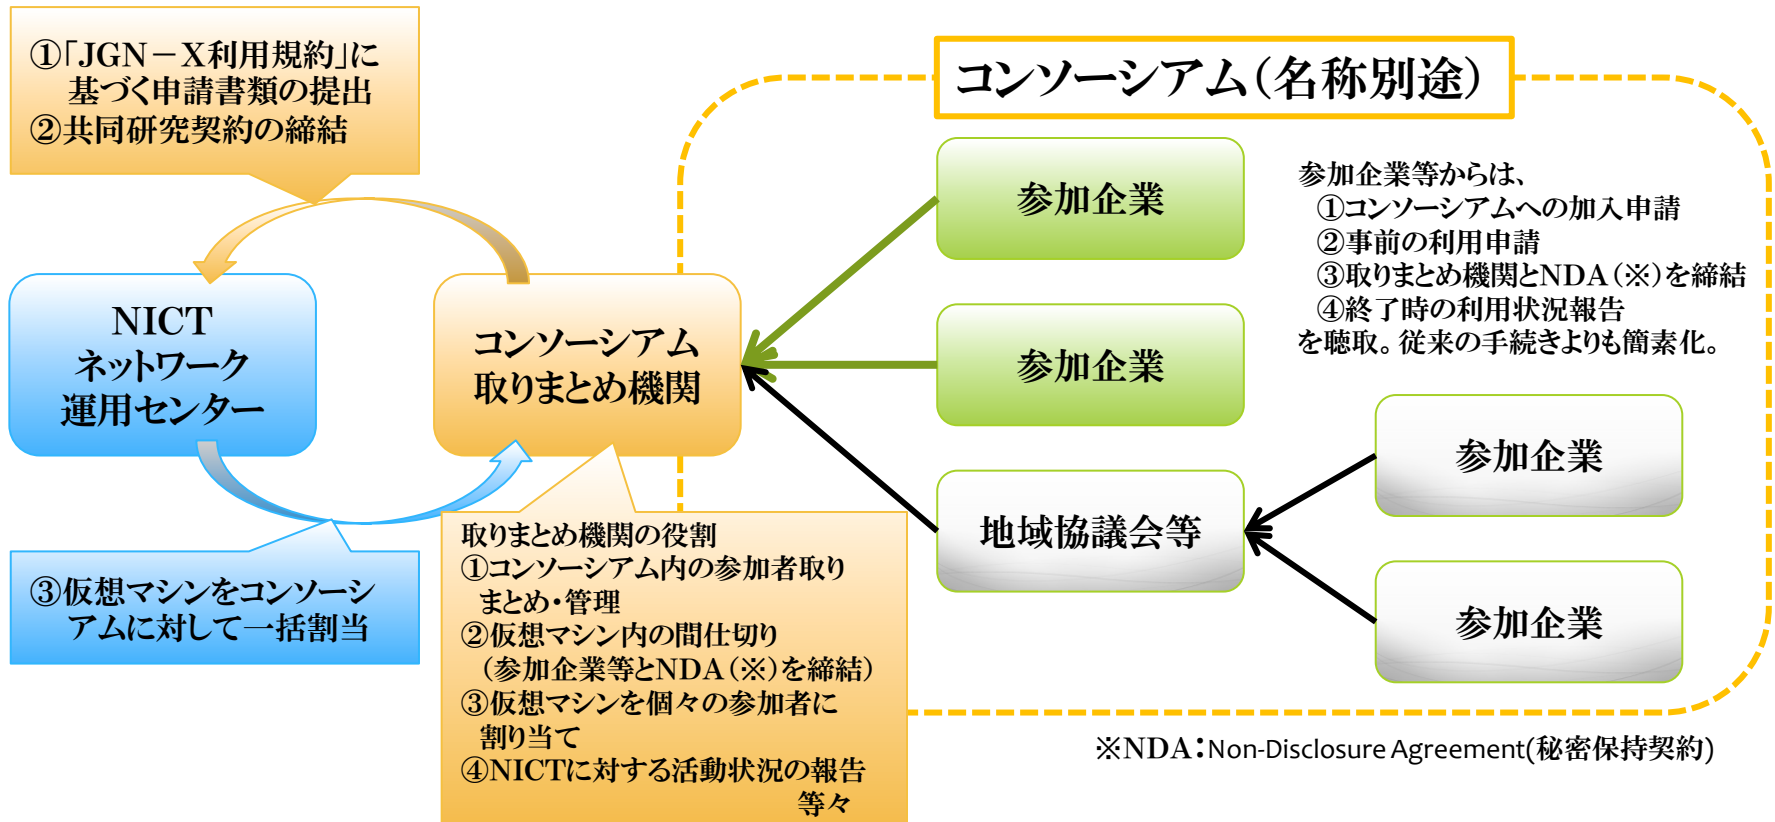 ①「JGN－X利用規約」に
基づく申請書類の提出
②共同研究契約の締結
コンソーシアム(名称別途)
NICT
ネットワーク
運用センター
コンソーシアム
取りまとめ機関
参加企業
参加企業
地域協議会等
参加企業等からは、
①コンソーシアムへの加入申請
②事前の利用申請
③取りまとめ機関とNDA(※)を締結
④終了時の利用状況報告
を聴取。従来の手続きよりも簡素化。
参加企業
参加企業
③仮想マシンをコンソーシ
アムに対して一括割当
取りまとめ機関の役割
①コンソーシアム内の参加者取り
まとめ・管理
②仮想マシン内の間仕切り
(参加企業等とNDA(※)を締結)
③仮想マシンを個々の参加者に
割り当て
④NICTに対する活動状況の報告
等々
※NDA：Non-Disclosure Agreement(秘密保持契約)